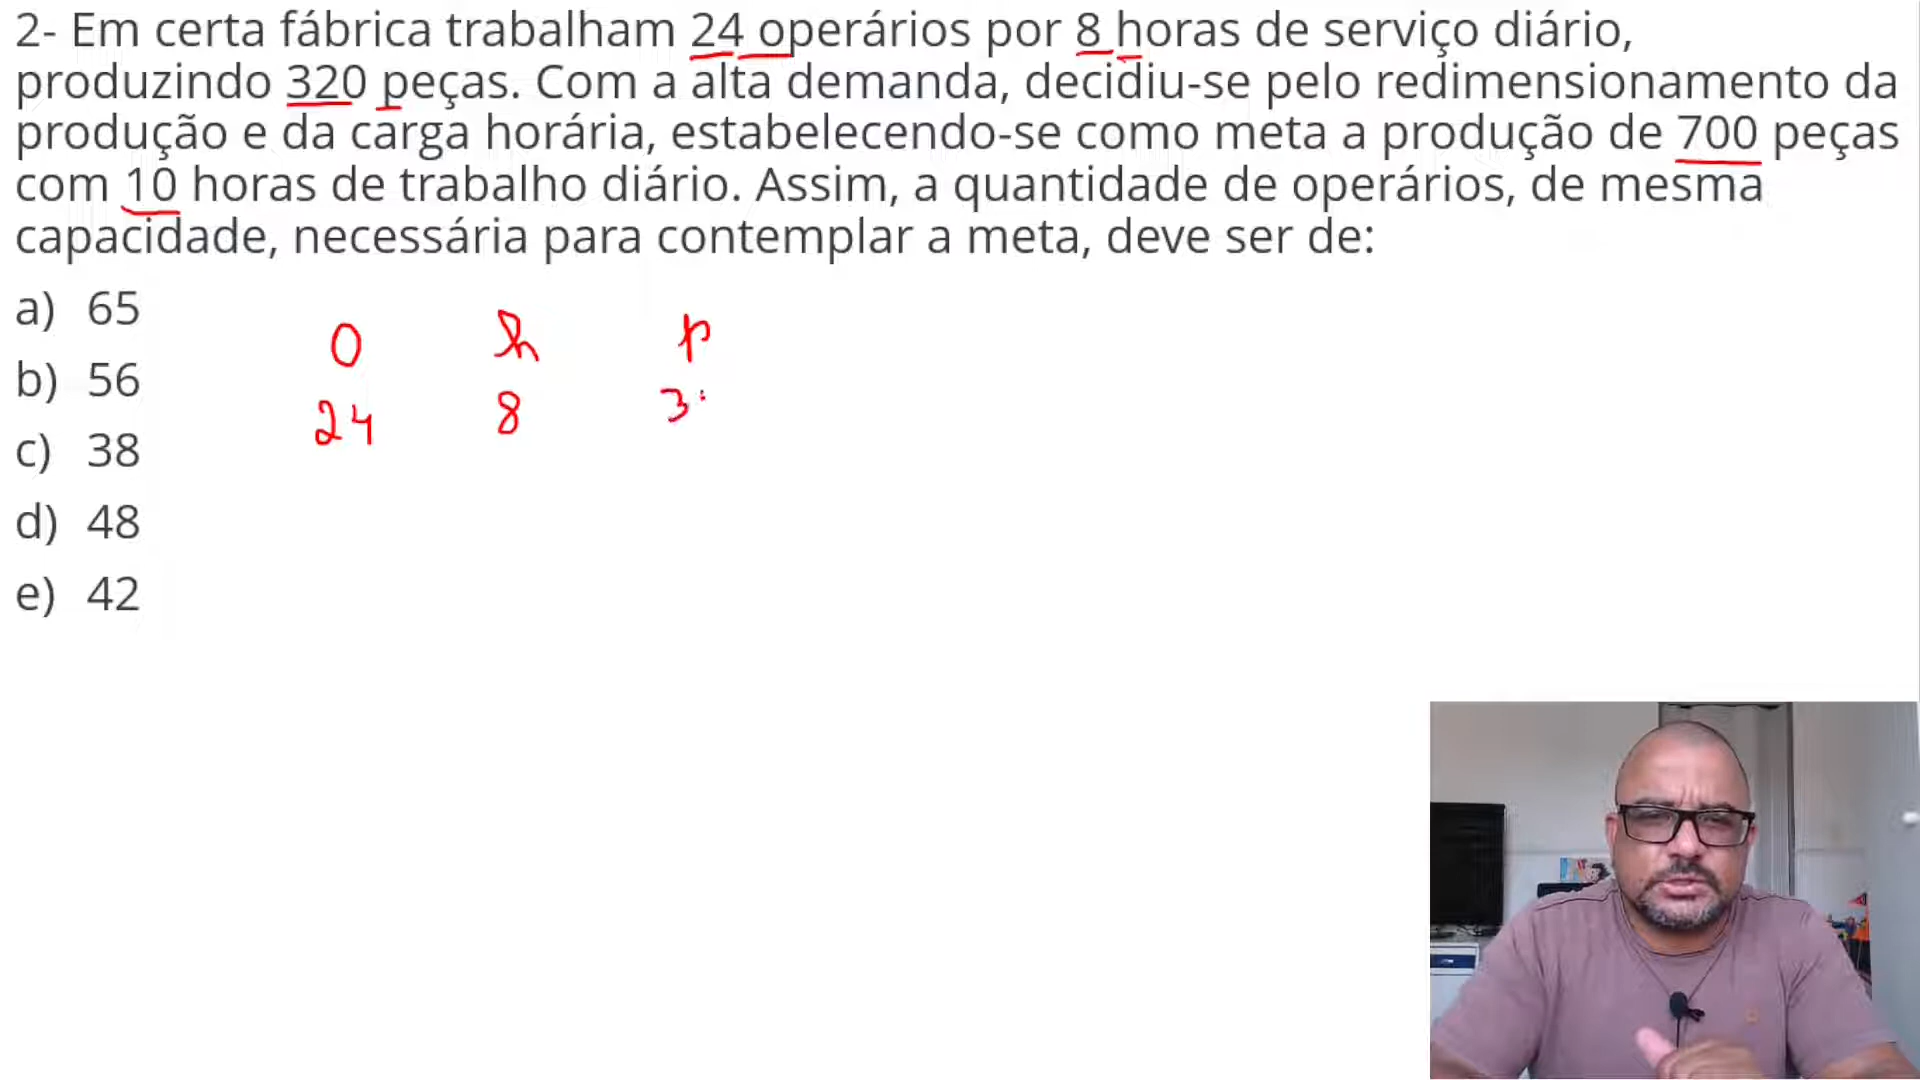 2- Em certa fábrica trabalham 24 operários por 8 horas de serviço diário,
produzindo 320 peças. Com a alta demanda, decidiu-se pelo redimensionamento da
produção e da carga horária, estabelecendo-se como meta a produção de 700 peças
com 10 horas de trabalho diário. Assim, a quantidade de operários, de mesma
capacidade, necessária para contemplar a meta, deve ser de:
a) 65
b) 56
c) 38
d) 48
e) 42
O h p
24 8 3